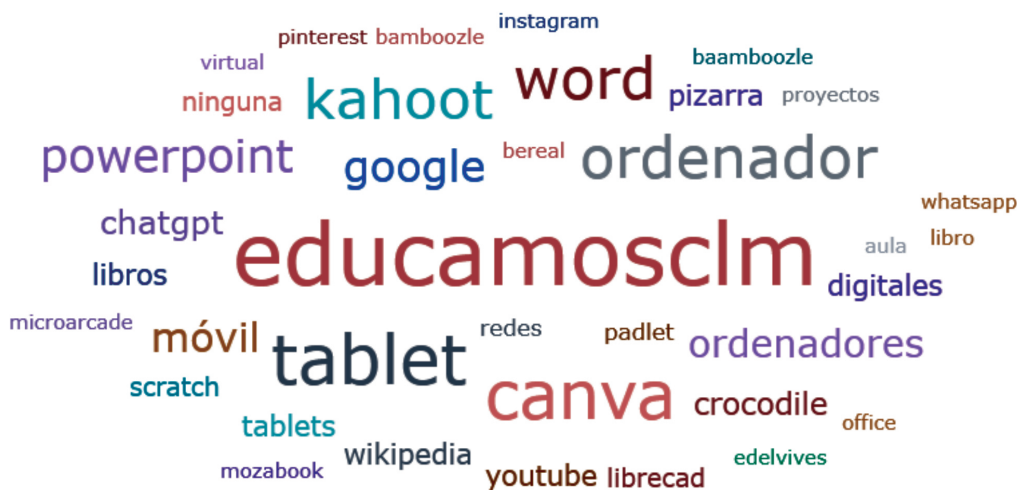 instagram
pinterest bamboozle
virtual
baamboozle
word
kahoot
ninguna
pizarra
proyectos
powerpoint
google
bereal
ordenador
whatsapp
chatgpt
educamosclm
aula
libro
libros
digitales
microarcade
móvil
tablet
redes
padlet
ordenadores
scratch
canva
crocodile
office
tablets
wikipedia
mozabook
youtube
librecad
edelvives